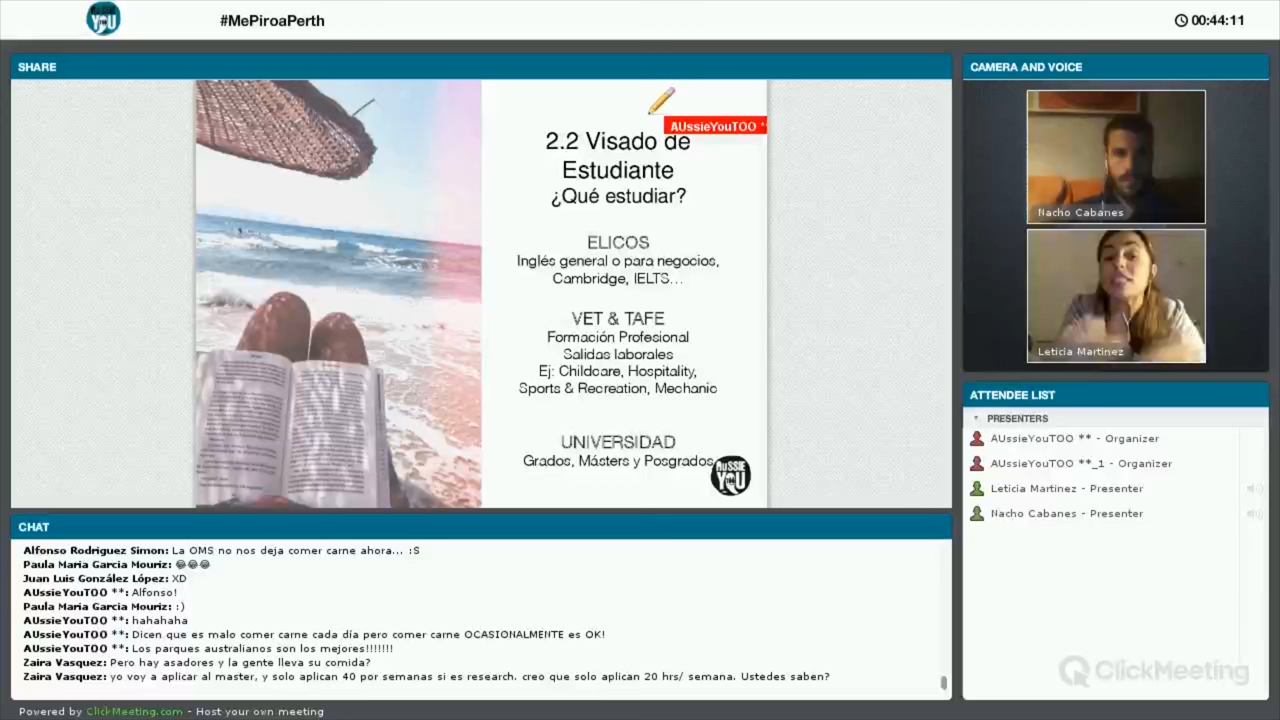 AUSSIE
YOU
TOO
#MePiroaPerth
00:44:11
SHARE
AUssieYouTOO *
2.2 Visado de
Estudiante
¿Qué estudiar?
ELICOS
Inglés general o para negocios,
Cambridge, IELTS...
VET & TAFE
Formación Profesional
Salidas laborales
Ej: Childcare, Hospitality,
Sports & Recreation, Mechanic
UNIVERSIDAD
Grados, Másters y Posgrados
AUSSIE
YOU
CHAT
Alfonso Rodriguez Simon: La OMS no nos deja comer carne ahora... :S
Paula Maria Garcia Mouriz: 😂😂😂
Juan Luis González López: XD
AUssieYouTOO **: Alfonso!
Paula Maria Garcia Mouriz: :)
AUssieYouTOO **: hahahaha
AUssieYouTOO **: Dicen que es malo comer carne cada día pero comer carne OCASIONALMENTE es OK!
AUssieYouTOO **: Los parques australianos son los mejores!!!!!!!
Zaira Vasquez: Pero hay asadores y la gente lleva su comida?
Zaira Vasquez: yo voy a aplicar al master, y solo aplican 40 por semanas si es research. creo que solo aplican 20 hrs/ semana. Ustedes saben?
CAMERA AND VOICE
Nacho Cabanes
Leticia Martinez
ATTENDEE LIST
PRESENTERS
AUssieYouTOO ** - Organizer
AUssieYouTOO **_1 - Organizer
Leticia Martinez - Presenter
Nacho Cabanes - Presenter
ClickMeeting
Powered by ClickMeeting.com - Host your own meeting